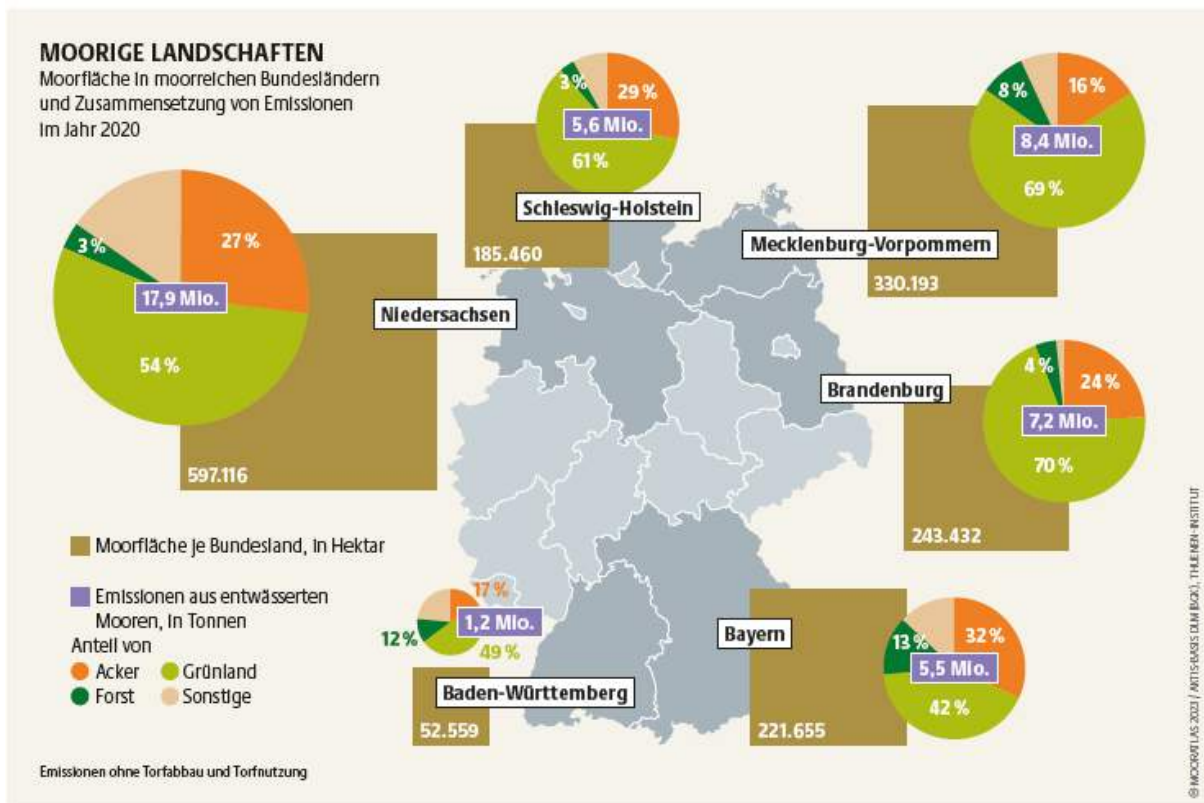 MOORIGE LANDSCHAFTEN
Moorfläche in moorreichen Bundesländern
und Zusammensetzung von Emissionen
im Jahr 2020
3 %
29 %
5,6 Mio.
61 %
Schleswig-Holstein
185.460
8 %
16 %
8,4 Mio.
69 %
Mecklenburg-Vorpommern
330.193
27 %
3 %
17,9 Mio.
54 %
Niedersachsen
597.116
Brandenburg
4 %
24 %
7,2 Mio.
70 %
243.432
Moorfläche je Bundesland, in Hektar
Emissionen aus entwässerten
Mooren, in Tonnen
Anteil von
Acker
Grünland
Forst
Sonstige
17 %
1,2 Mio.
12 %
49 %
Baden-Württemberg
52.559
Bayern
13 %
32 %
5,5 Mio.
42 %
221.655
Emissionen ohne Torfabbau und Torfnutzung
© MOORATLAS 2023 / THUENEN-INSTITUT